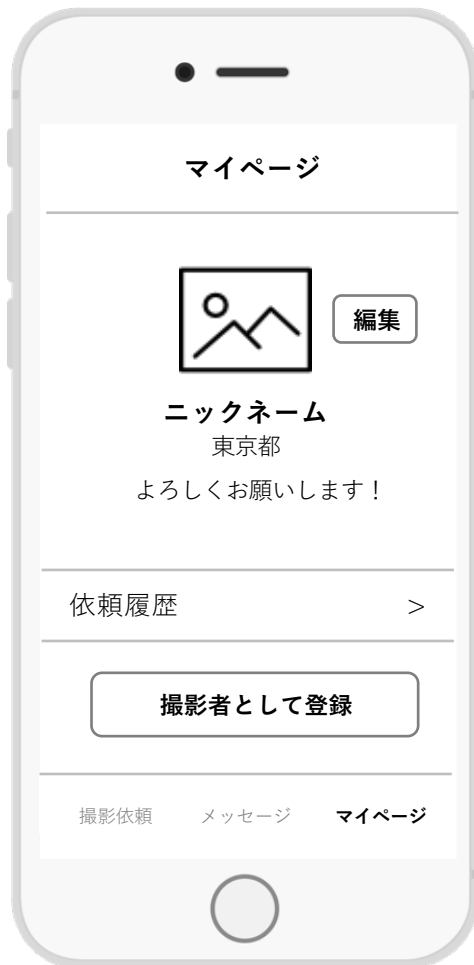 マイページ
編集
ニックネーム
東京都
よろしくお願いします！
依頼履歴 >
撮影者として登録
撮影依頼 メッセージ マイページ